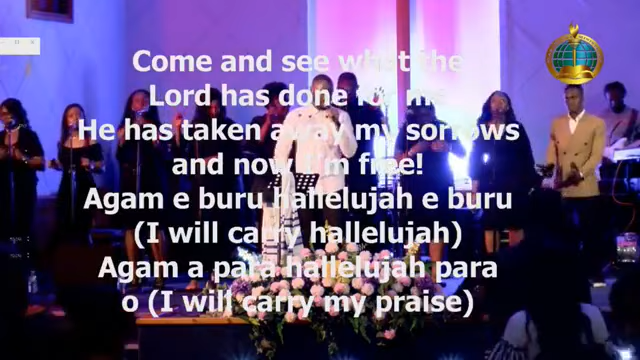 Come and see what the
Lord has done for me
He has taken away my sorrows
and now I'm free!
Agam e buru hallelujah e buru
(I will carry hallelujah)
Agam a para hallelujah para
o (I will carry my praise)